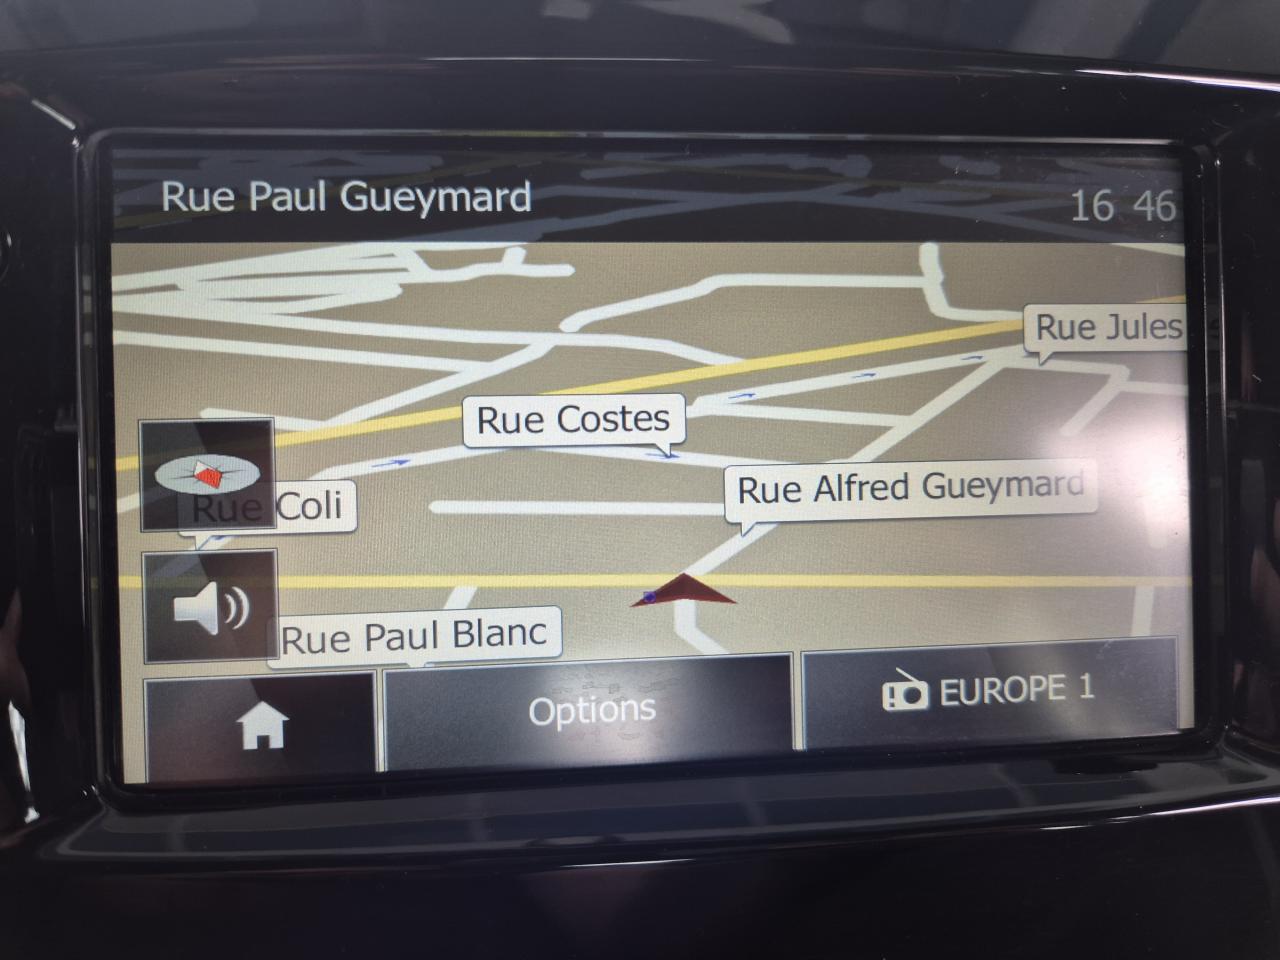 Rue Paul Gueymard
16 46
Rue Jules
Rue Costes
Rue Alfred Gueymard
Rue Coli
Rue Paul Blanc
Options
EUROPE 1